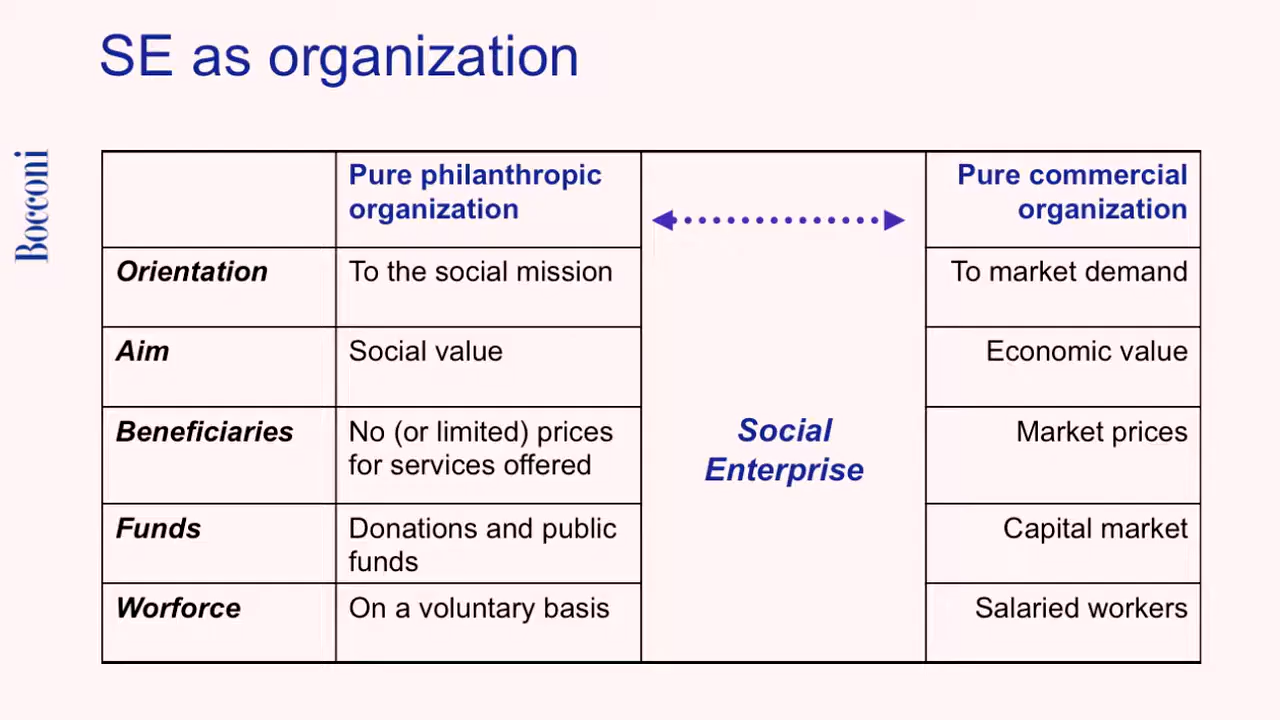 SE as organization
Bocconi
Pure philanthropic
organization
Pure commercial
organization
Orientation
To the social mission
To market demand
Aim
Social value
Economic value
Beneficiaries
No (or limited) prices
for services offered
Social
Enterprise
Market prices
Funds
Donations and public
funds
Capital market
Worforce
On a voluntary basis
Salaried workers